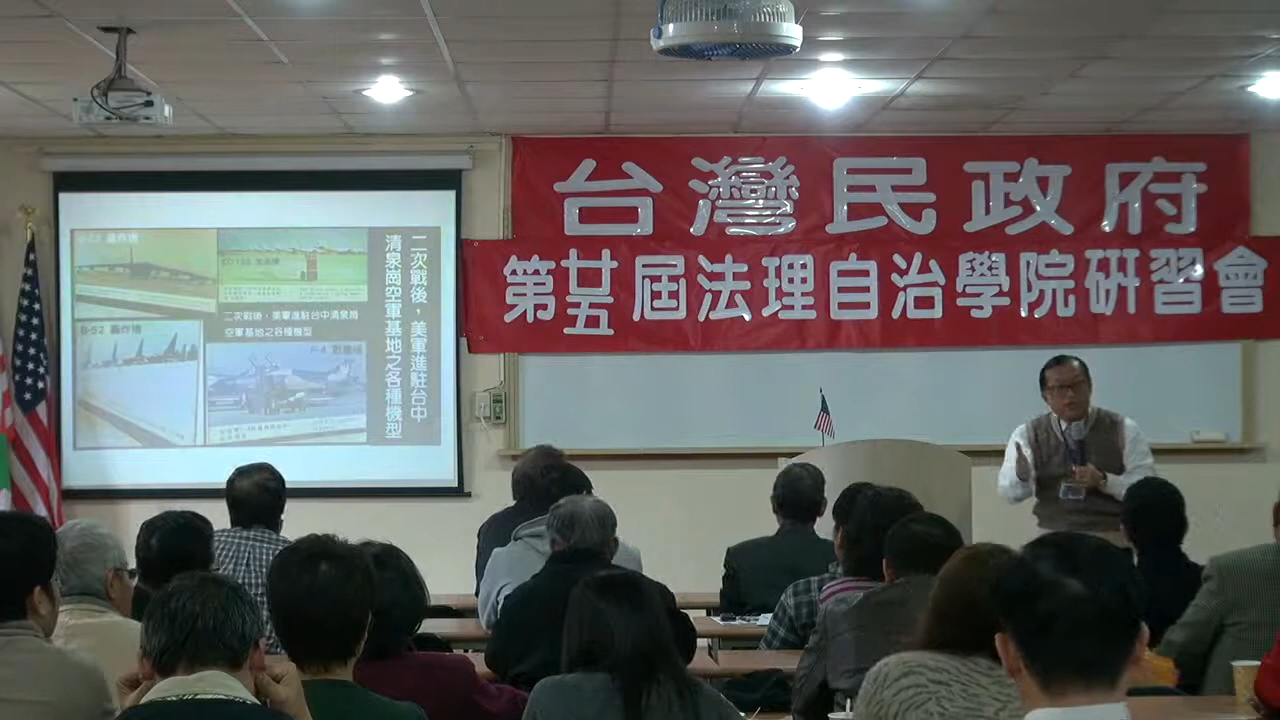 台灣民政府
第廿五屆法理自治學院研習會
二次戰後，美軍進駐台中
清泉崗空軍基地之各種機型
二次戰後，美軍進駐台中清泉崗
空軍基地之各種機型
B-52 轟炸機